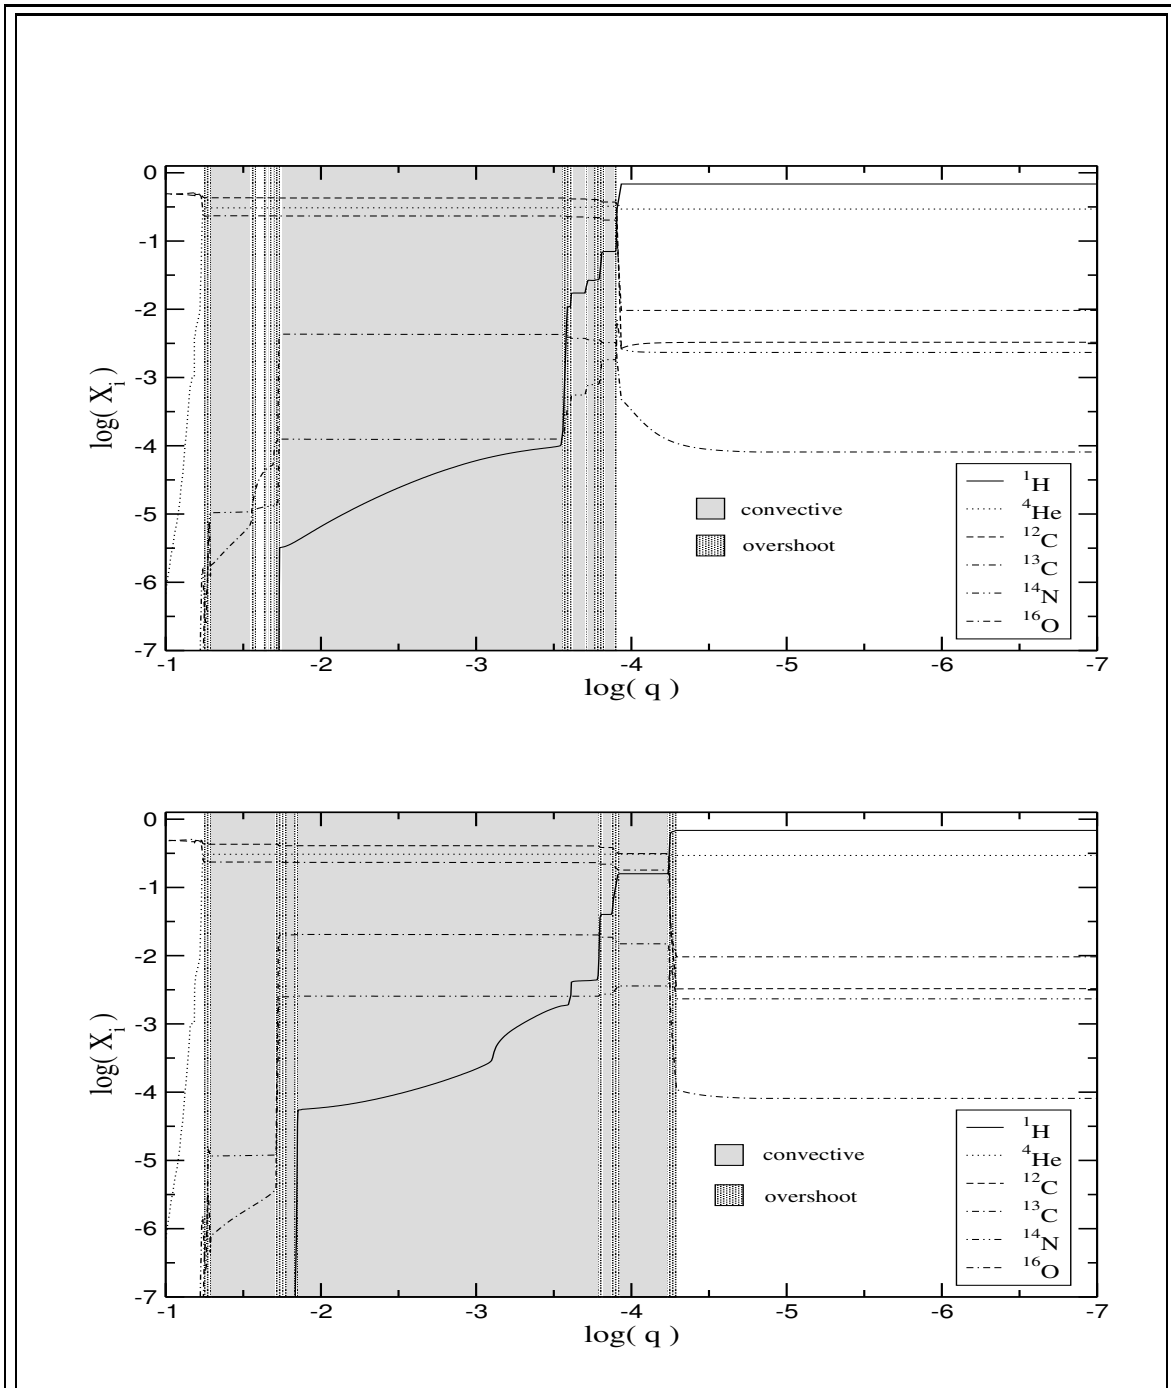 0
-1
-2
-3
-4
-5
-6
-7
log( X_i )
convective
overshoot
^1H
^4He
^12C
^13C
^14N
^16O
-1 -2 -3 -4 -5 -6 -7
log( q )
0
-1
-2
-3
-4
-5
-6
-7
log( X_i )
convective
overshoot
^1H
^4He
^12C
^13C
^14N
^16O
-1 -2 -3 -4 -5 -6 -7
log( q )